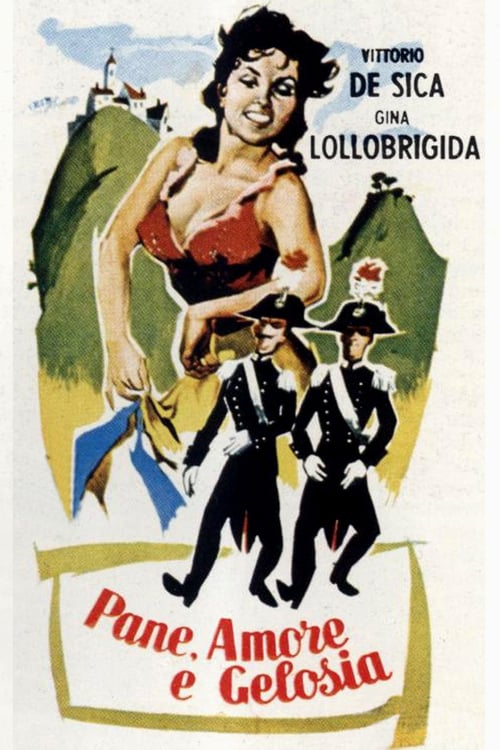 VITTORIO
DE SICA
GINA
LOLLOBRIGIDA
Pane, Amore
e Gelosia